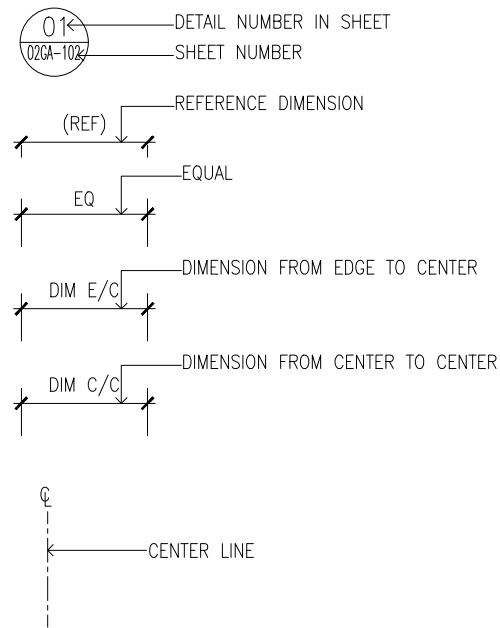 01
DETAIL NUMBER IN SHEET
02GA-102
SHEET NUMBER
REFERENCE DIMENSION
(REF)
EQUAL
EQ
DIMENSION FROM EDGE TO CENTER
DIM E/C
DIMENSION FROM CENTER TO CENTER
DIM C/C
℄
CENTER LINE